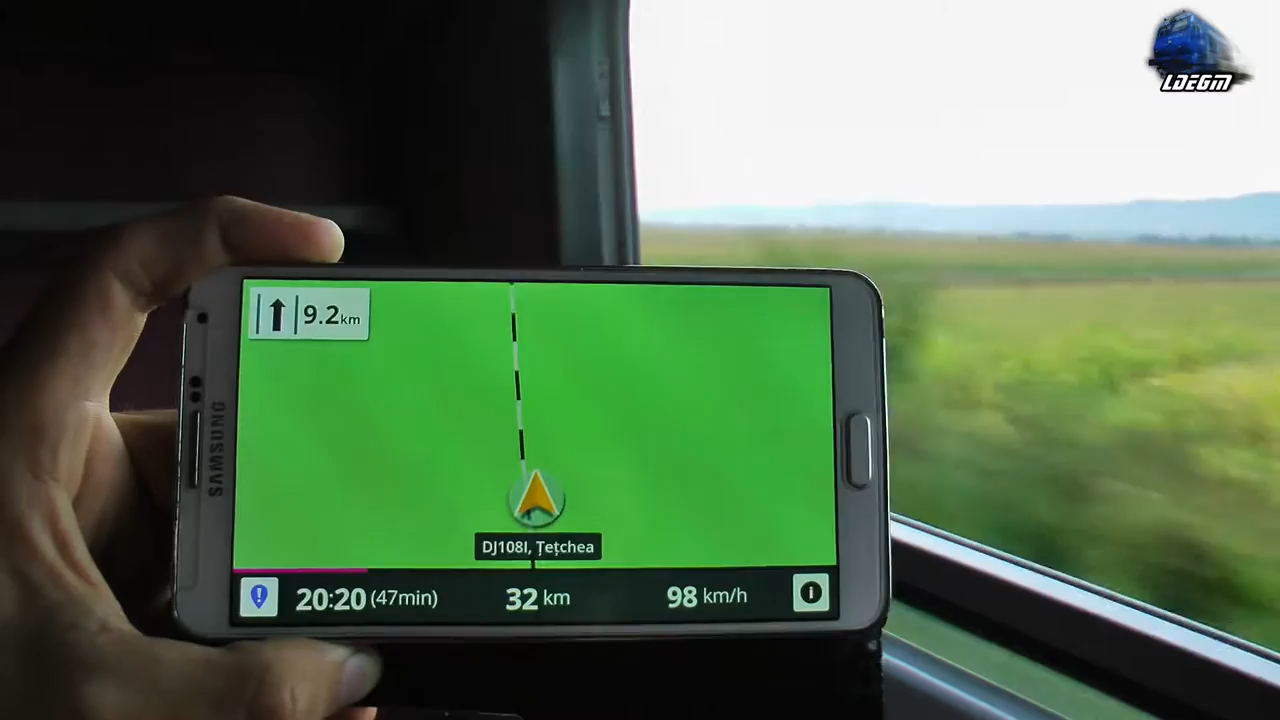 LDEGM
9.2km
SAMSUNG
DJ108I, Țețchea
20:20 (47min) 32 km 98 km/h